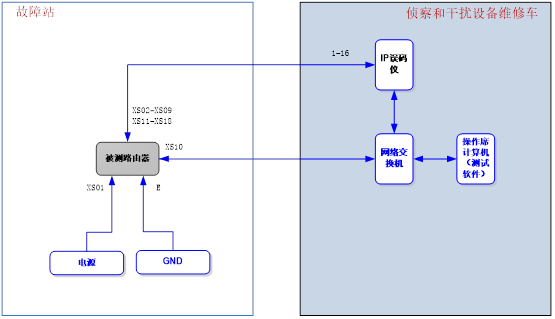 故障站
侦察和干扰设备维修车
1-16
IP误码
仪
XS02-XS09
XS11-XS18
被测路由器
XS10
网络交
换机
操作席
计算机
（测试
软件）
XS01
E
电源
GND